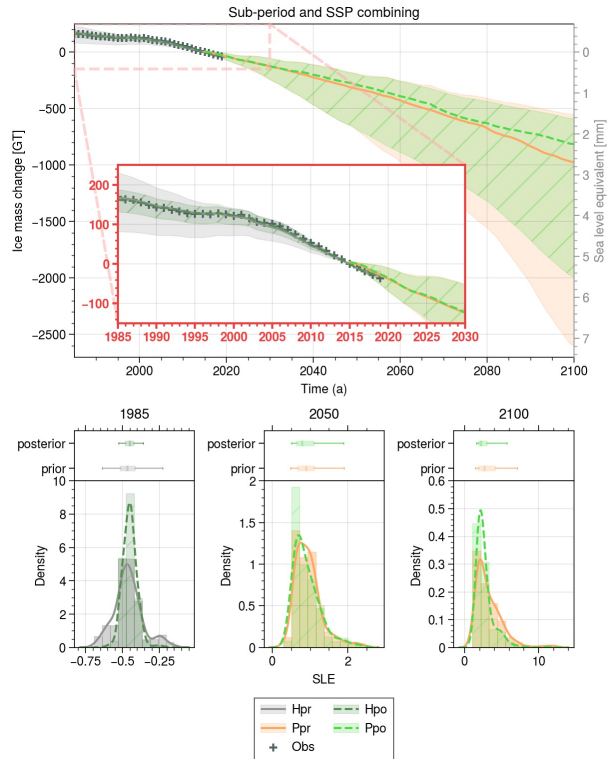 Sub-period and SSP combining
0
−500
−1000
−1500
−2000
−2500
Ice mass change [GT]
0
1
2
3
4
5
6
7
Sea level equivalent [mm]
200
100
0
−100
1985 1990 1995 2000 2005 2010 2015 2020 2025 2030
2000 2020 2040 2060 2080 2100
Time (a)
1985 2050 2100
posterior
prior
10
8
6
4
2
0
Density
−0.75 −0.5 −0.25
2
1.5
1
0.5
0
Density
0 2
SLE
0.6
0.5
0.4
0.3
0.2
0.1
0
Density
0 10
posterior
prior
posterior
prior
Hpr Hpo
Ppr Ppo
Obs